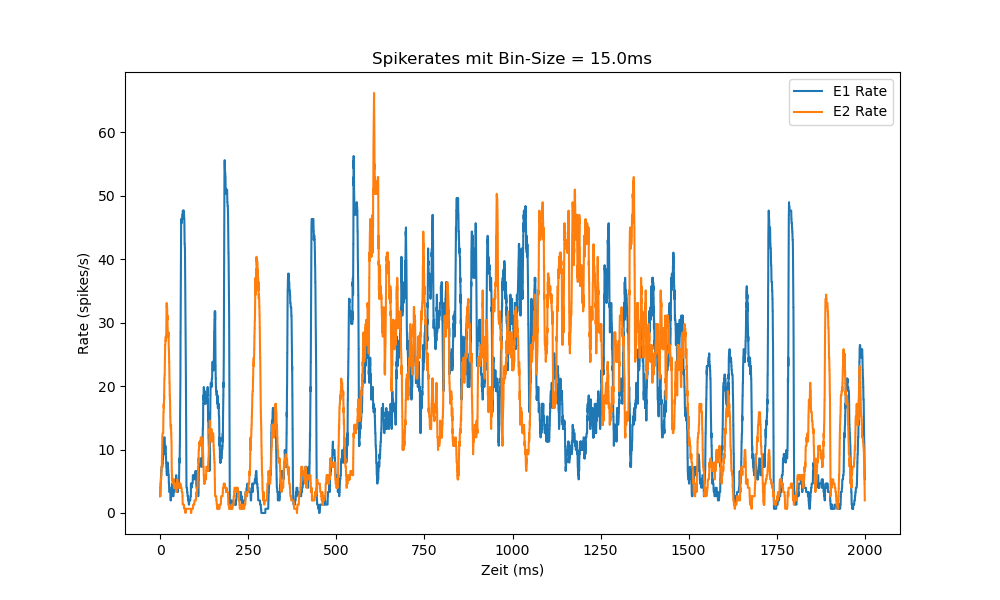 Spikerates mit Bin-Size = 15.0ms
E1 Rate
E2 Rate
Rate (spikes/s)
60
50
40
30
20
10
0
0 250 500 750 1000 1250 1500 1750 2000
Zeit (ms)